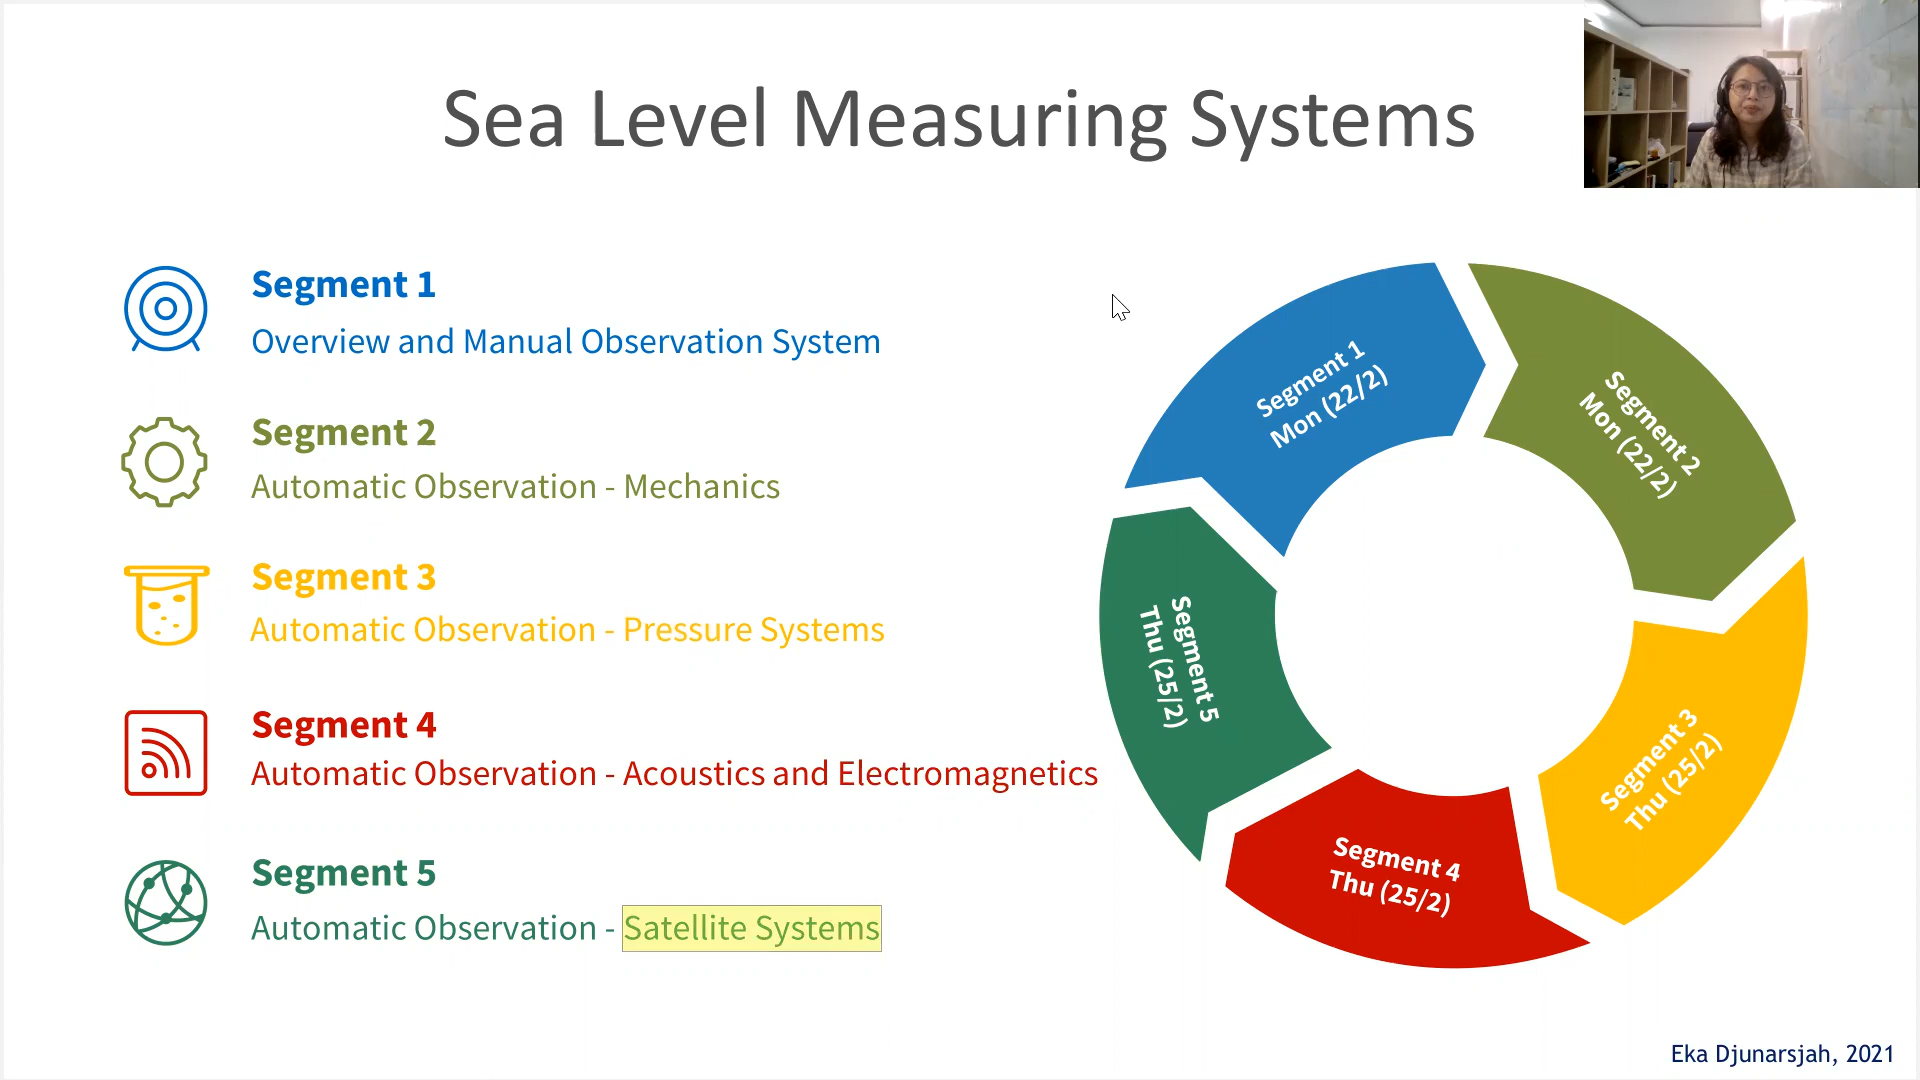 Sea Level Measuring Systems
Segment 1
Overview and Manual Observation System
Segment 2
Automatic Observation - Mechanics
Segment 3
Automatic Observation - Pressure Systems
Segment 4
Automatic Observation - Acoustics and Electromagnetics
Segment 5
Automatic Observation - Satellite Systems
Segment 1
Mon (22/2)
Segment 2
Mon (22/2)
Segment 3
Thu (25/2)
Segment 4
Thu (25/2)
Segment 5
Thu (25/2)
Eka Djunarsjah, 2021